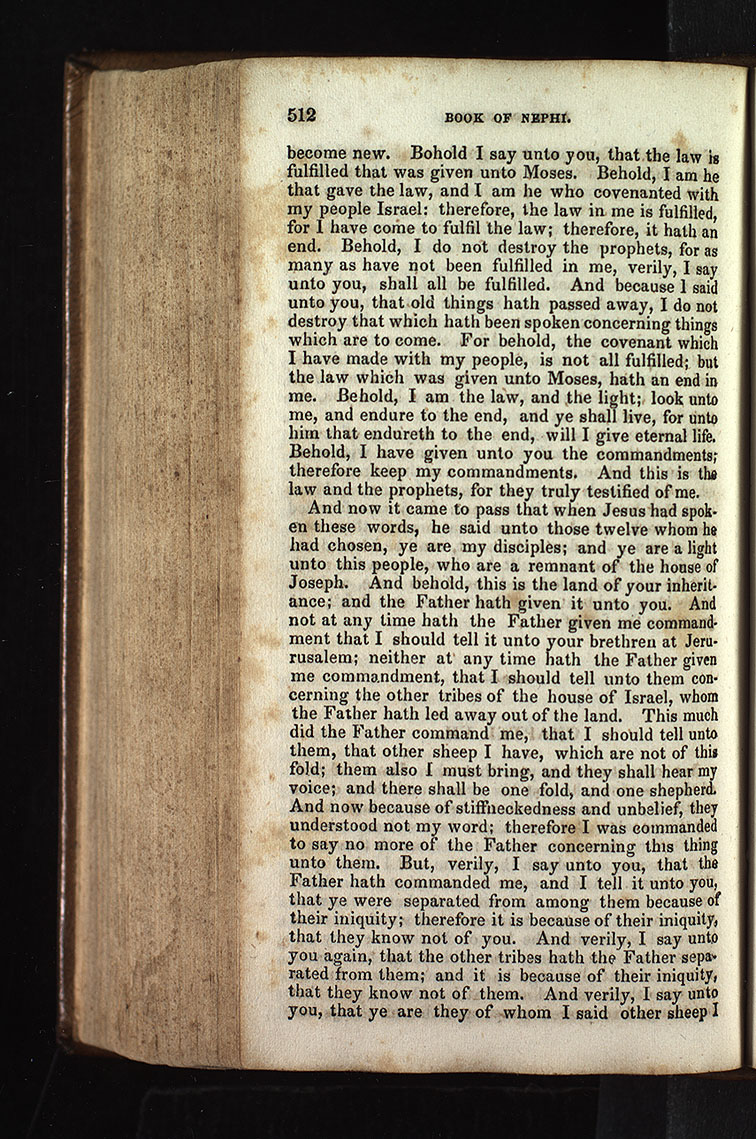 512 BOOK OF NEPHI.
become new. Bohold I say unto you, that the law is
fulfilled that was given unto Moses. Behold, I am he
that gave the law, and I am he who covenanted with
my people Israel: therefore, the law in me is fulfilled,
for I have come to fulfil the law; therefore, it hath an
end. Behold, I do not destroy the prophets, for as
many as have not been fulfilled in me, verily, I say
unto you, shall all be fulfilled. And because I said
unto you, that old things hath passed away, I do not
destroy that which hath been spoken concerning things
which are to come. For behold, the covenant which
I have made with my people, is not all fulfilled; but
the law which was given unto Moses, hath an end in
me. Behold, I am the law, and the light; look unto
me, and endure to the end, and ye shall live, for unto
him that endureth to the end, will I give eternal life.
Behold, I have given unto you the commandments;
therefore keep my commandments. And this is the
law and the prophets, for they truly testified of me.
And now it came to pass that when Jesus had spok-
en these words, he said unto those twelve whom he
had chosen, ye are my disciples; and ye are a light
unto this people, who are a remnant of the house of
Joseph. And behold, this is the land of your inherit-
ance; and the Father hath given it unto you. And
not at any time hath the Father given me command-
ment that I should tell it unto your brethren at Jeru-
rusalem; neither at any time hath the Father given
me commandment, that I should tell unto them con-
cerning the other tribes of the house of Israel, whom
the Father hath led away out of the land. This much
did the Father command me, that I should tell unto
them, that other sheep I have, which are not of this
fold; them also I must bring, and they shall hear my
voice; and there shall be one fold, and one shepherd.
And now because of stiffneckedness and unbelief, they
understood not my word; therefore I was commanded
to say no more of the Father concerning this thing
unto them. But, verily, I say unto you, that the
Father hath commanded me, and I tell it unto you,
that ye were separated from among them because of
their iniquity; therefore it is because of their iniquity,
that they know not of you. And verily, I say unto
you again, that the other tribes hath the Father sepa-
rated from them; and it is because of their iniquity,
that they know not of them. And verily, I say unto
you, that ye are they of whom I said other sheep I